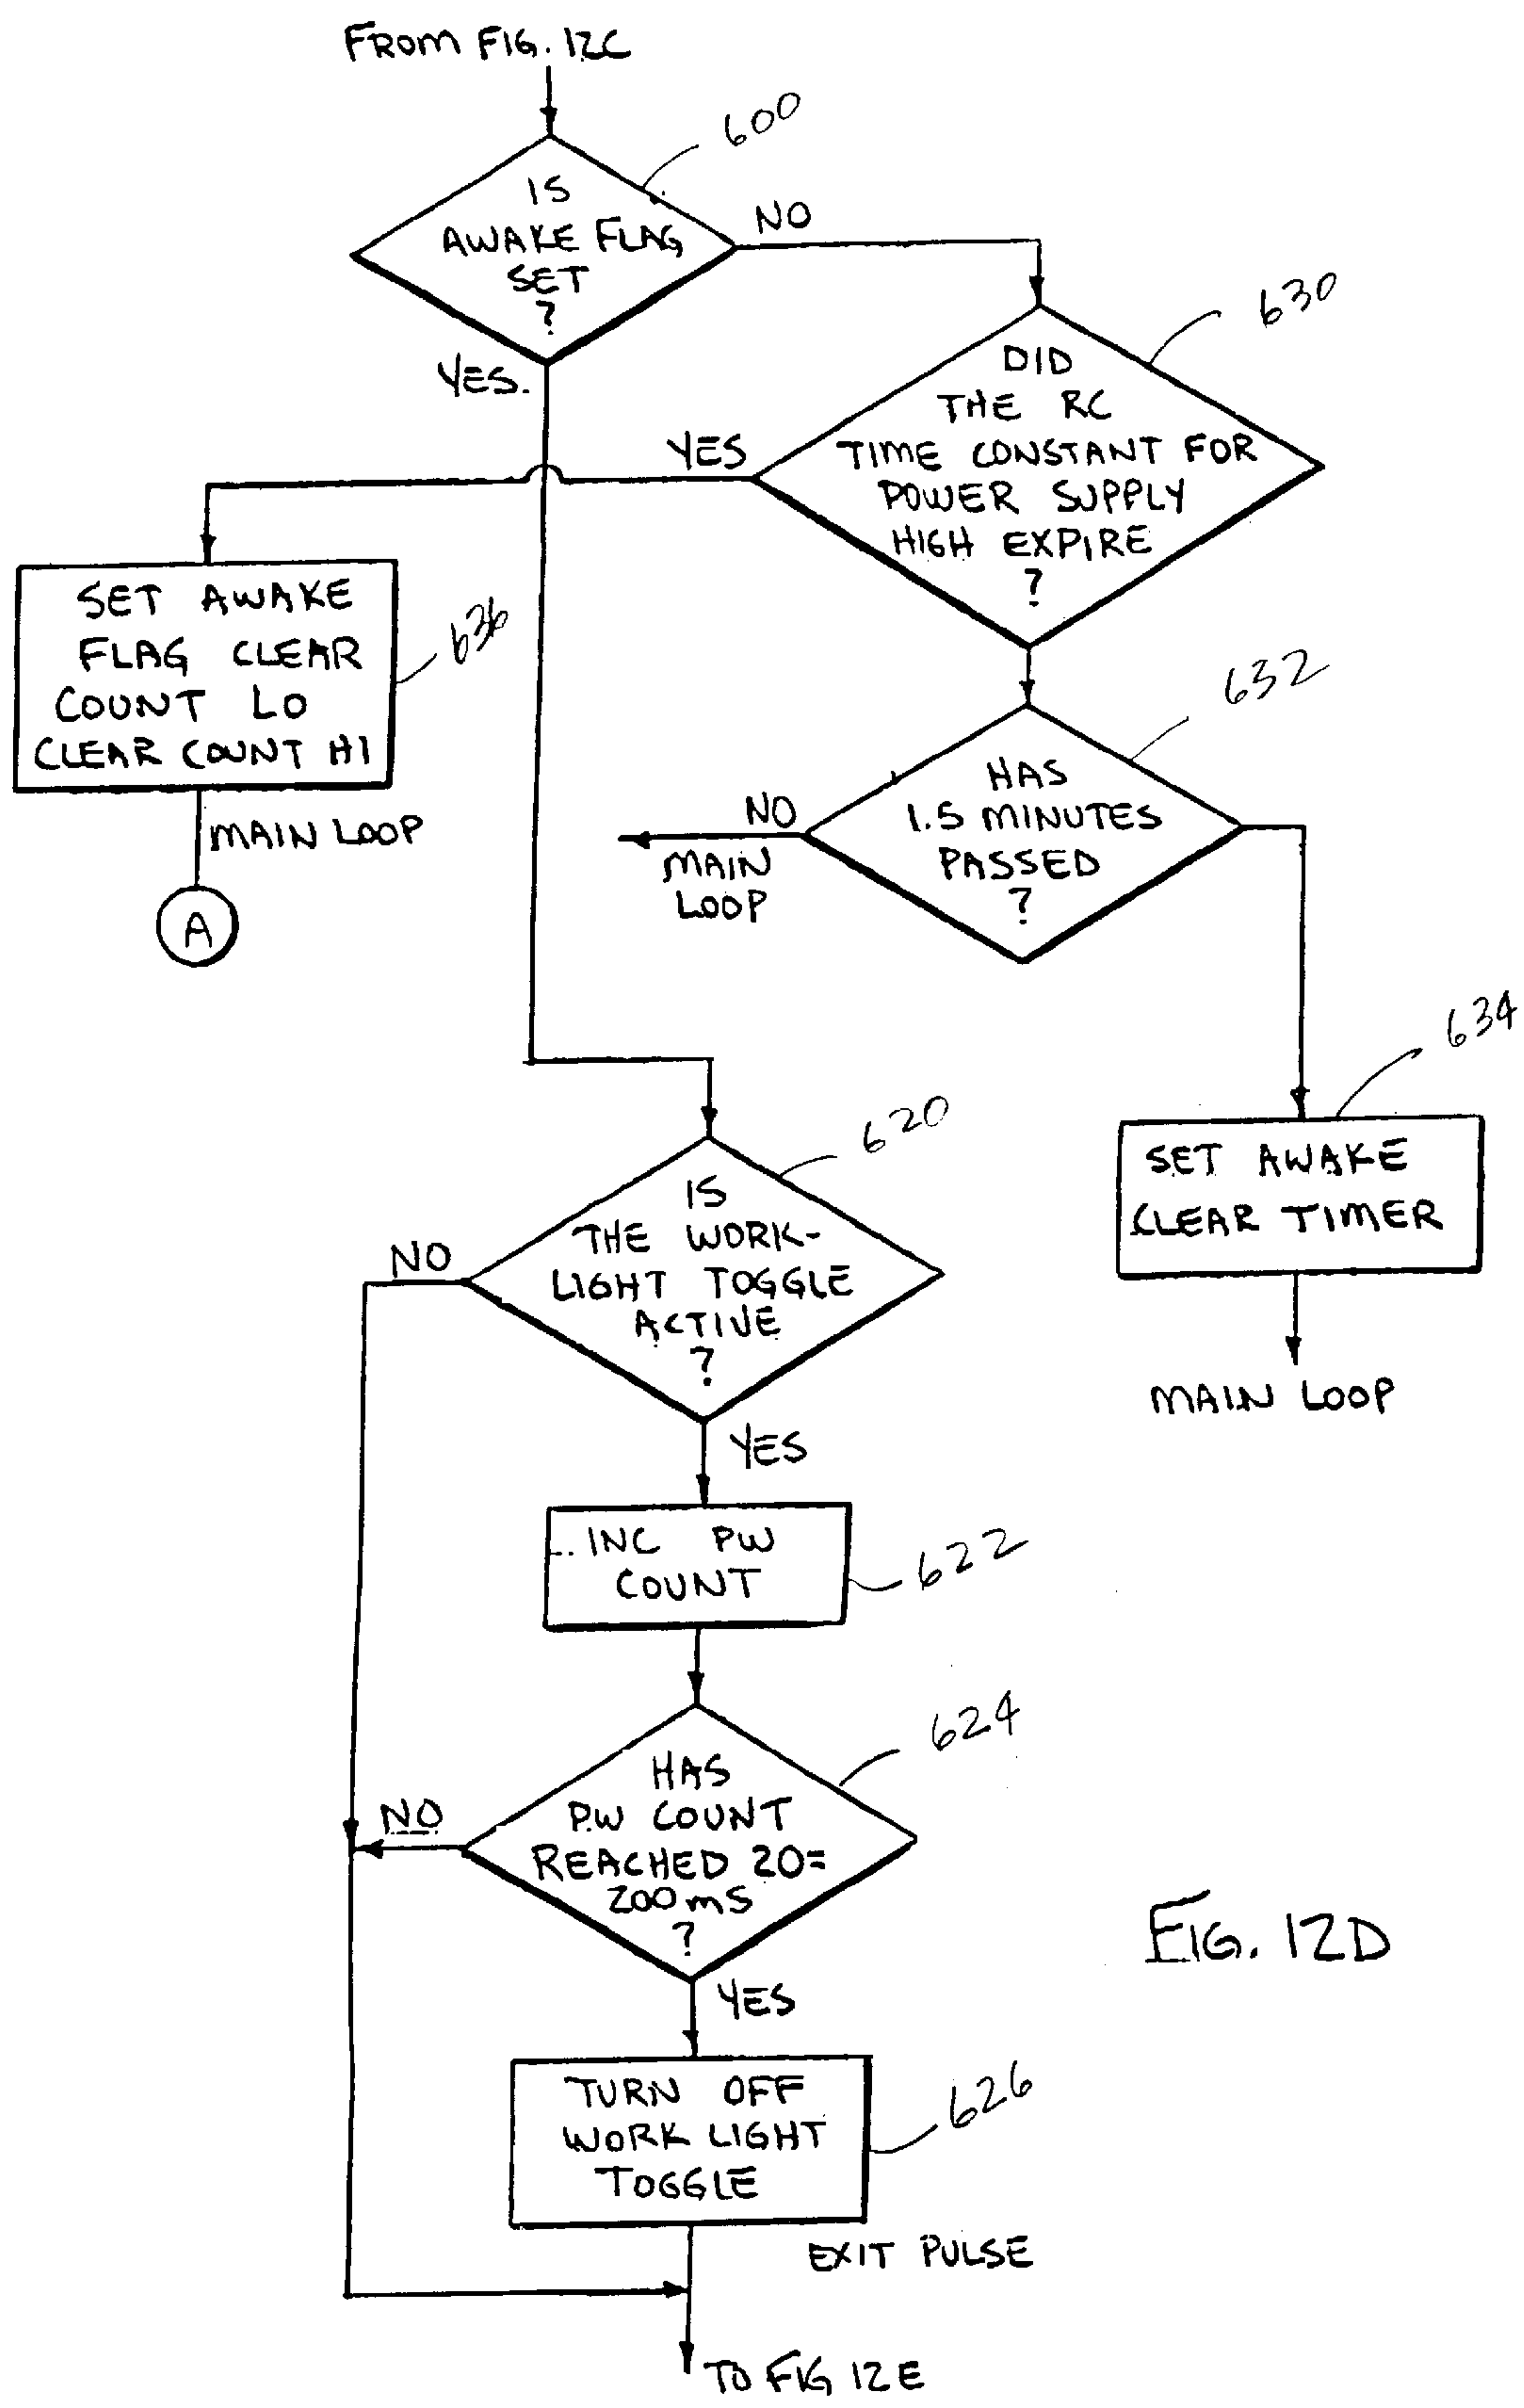 FROM FIG. 12C
600
IS
AWAKE FLAG
SET
?
NO
YES.
630
DID
THE RC
TIME CONSTANT FOR
POWER SUPPLY
HIGH EXPIRE
?
YES
SET AWAKE
FLAG CLEAR
COUNT LO
CLEAR COUNT HI
636
MAIN LOOP
A
632
HAS
1.5 MINUTES
PASSED
?
NO
MAIN
LOOP
634
SET AWAKE
CLEAR TIMER
MAIN LOOP
620
IS
THE WORK-
LIGHT TOGGLE
ACTIVE
?
NO
YES
INC PW
COUNT
622
624
HAS
PW COUNT
REACHED 20=
200mS
?
NO
YES
TURN OFF
WORK LIGHT
TOGGLE
626
EXIT PULSE
TO FIG 12E
FIG. 12D